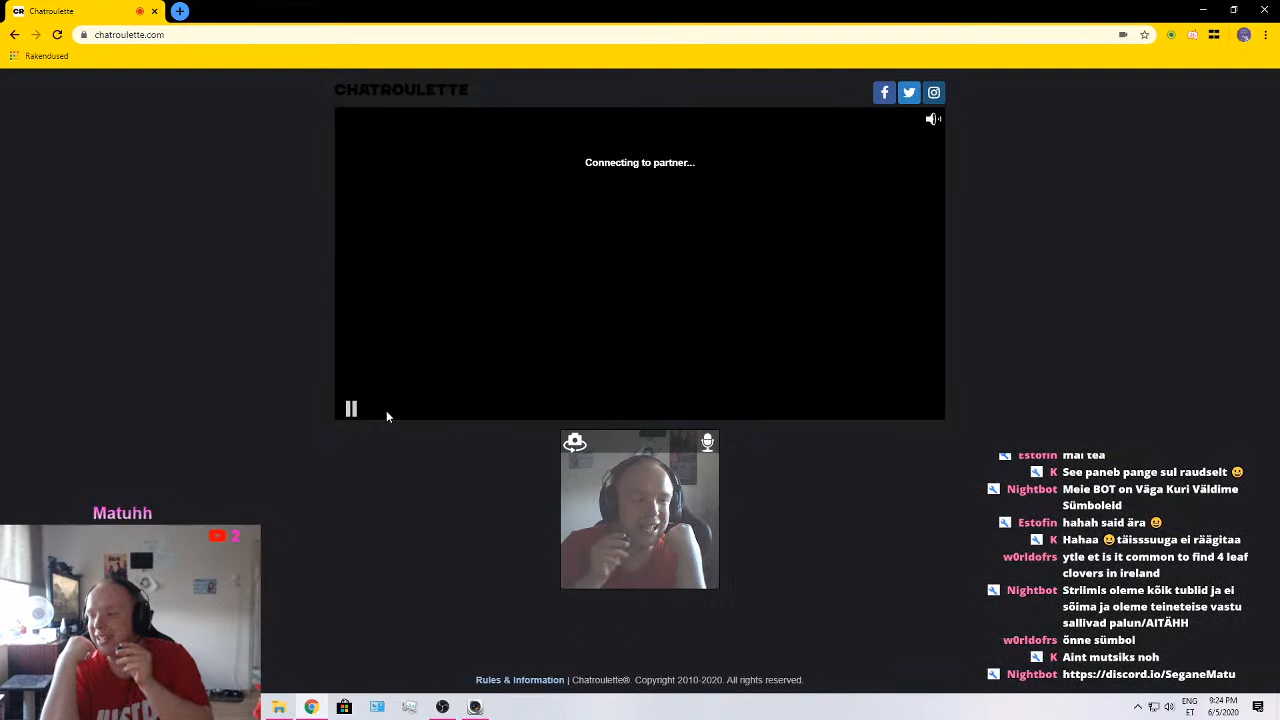 Chatroulette
chatroulette.com
Rakendused
CHATROULETTE
Connecting to partner...
Estofin mai tea
K See paneb pange sul raudselt 😀
Nightbot Meie BOT on Väga Kuri Väldime
Sümboleid
Estofin hahah said ära 😀
K Hahaa 😀täisssuuga ei räägitaa
w0rldofrs ytle et is it common to find 4 leaf
clovers in ireland
Nightbot Striimis oleme kõik tublid ja ei
sõima ja oleme teineteise vastu
sallivad palun/AITÄHH
w0rldofrs õnne sümbol
K Aint mutsiks noh
Nightbot https://discord.io/SeganeMatu
Matuhh
2
Rules & Information | Chatroulette®. Copyright 2010-2020. All rights reserved.
ENG 9:24 PM
ET 6/5/2020